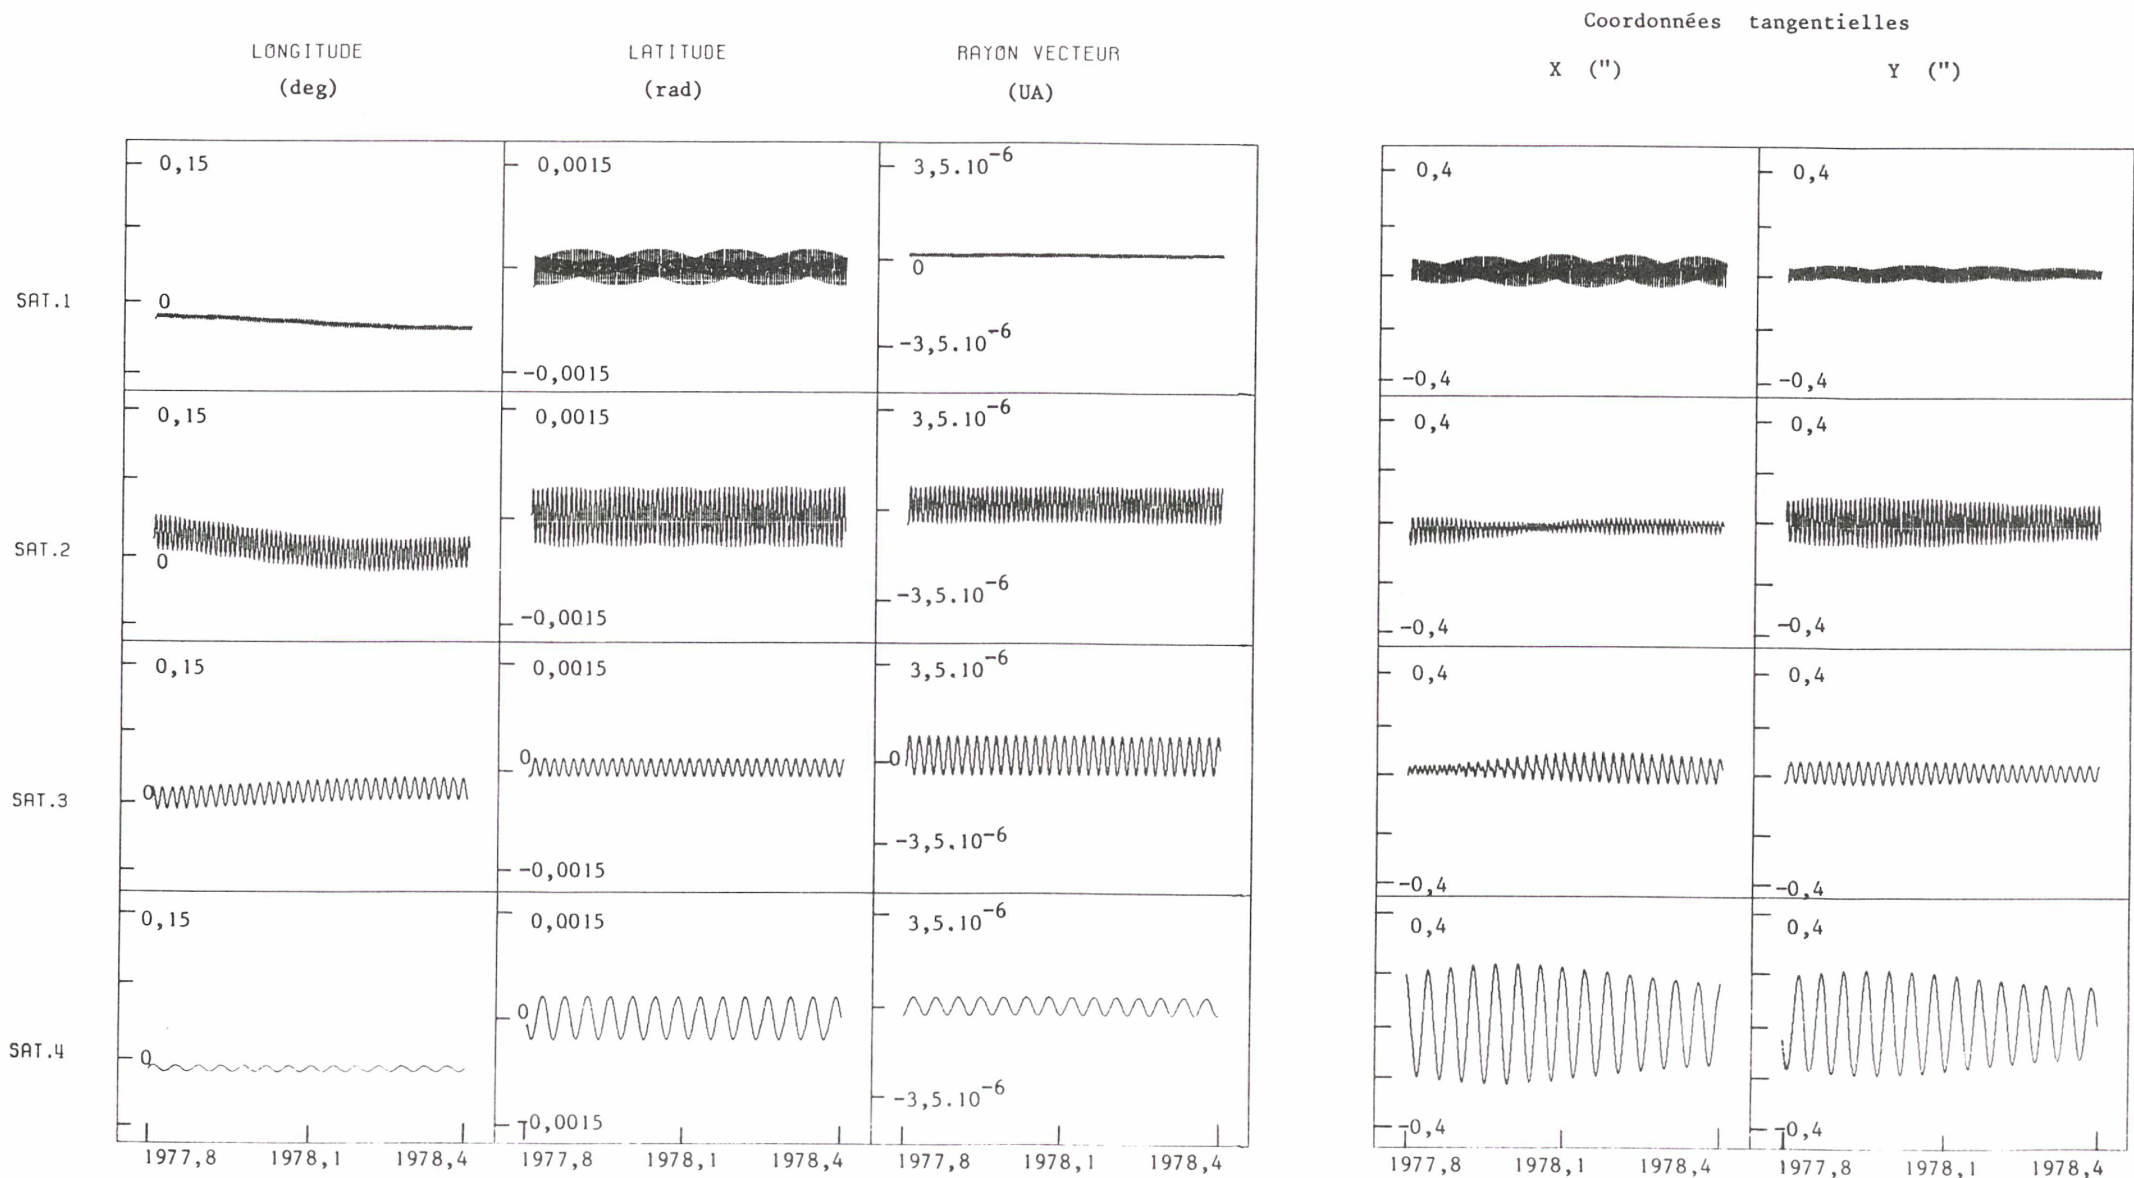 Coordonnées tangentielles
LONGITUDE LATITUDE RAYON VECTEUR X (") Y (")
(deg) (rad) (UA)
SAT.1
0,15 0,0015 3,5.10⁻⁶ 0,4 0,4
0 0
-3,5.10⁻⁶
-0,0015 -0,4 -0,4
SAT.2
0,15 0,0015 3,5.10⁻⁶ 0,4 0,4
0
-3,5.10⁻⁶
-0,0015 -0,4 -0,4
SAT.3
0,15 0,0015 3,5.10⁻⁶ 0,4 0,4
0 0 0
-3,5.10⁻⁶
-0,0015 -0,4 -0,4
SAT.4
0,15 0,0015 3,5.10⁻⁶ 0,4 0,4
0 0
-3,5.10⁻⁶
-0,0015 -0,4 -0,4
1977,8 1978,1 1978,4 1977,8 1978,1 1978,4 1977,8 1978,1 1978,4 1977,8 1978,1 1978,4 1977,8 1978,1 1978,4